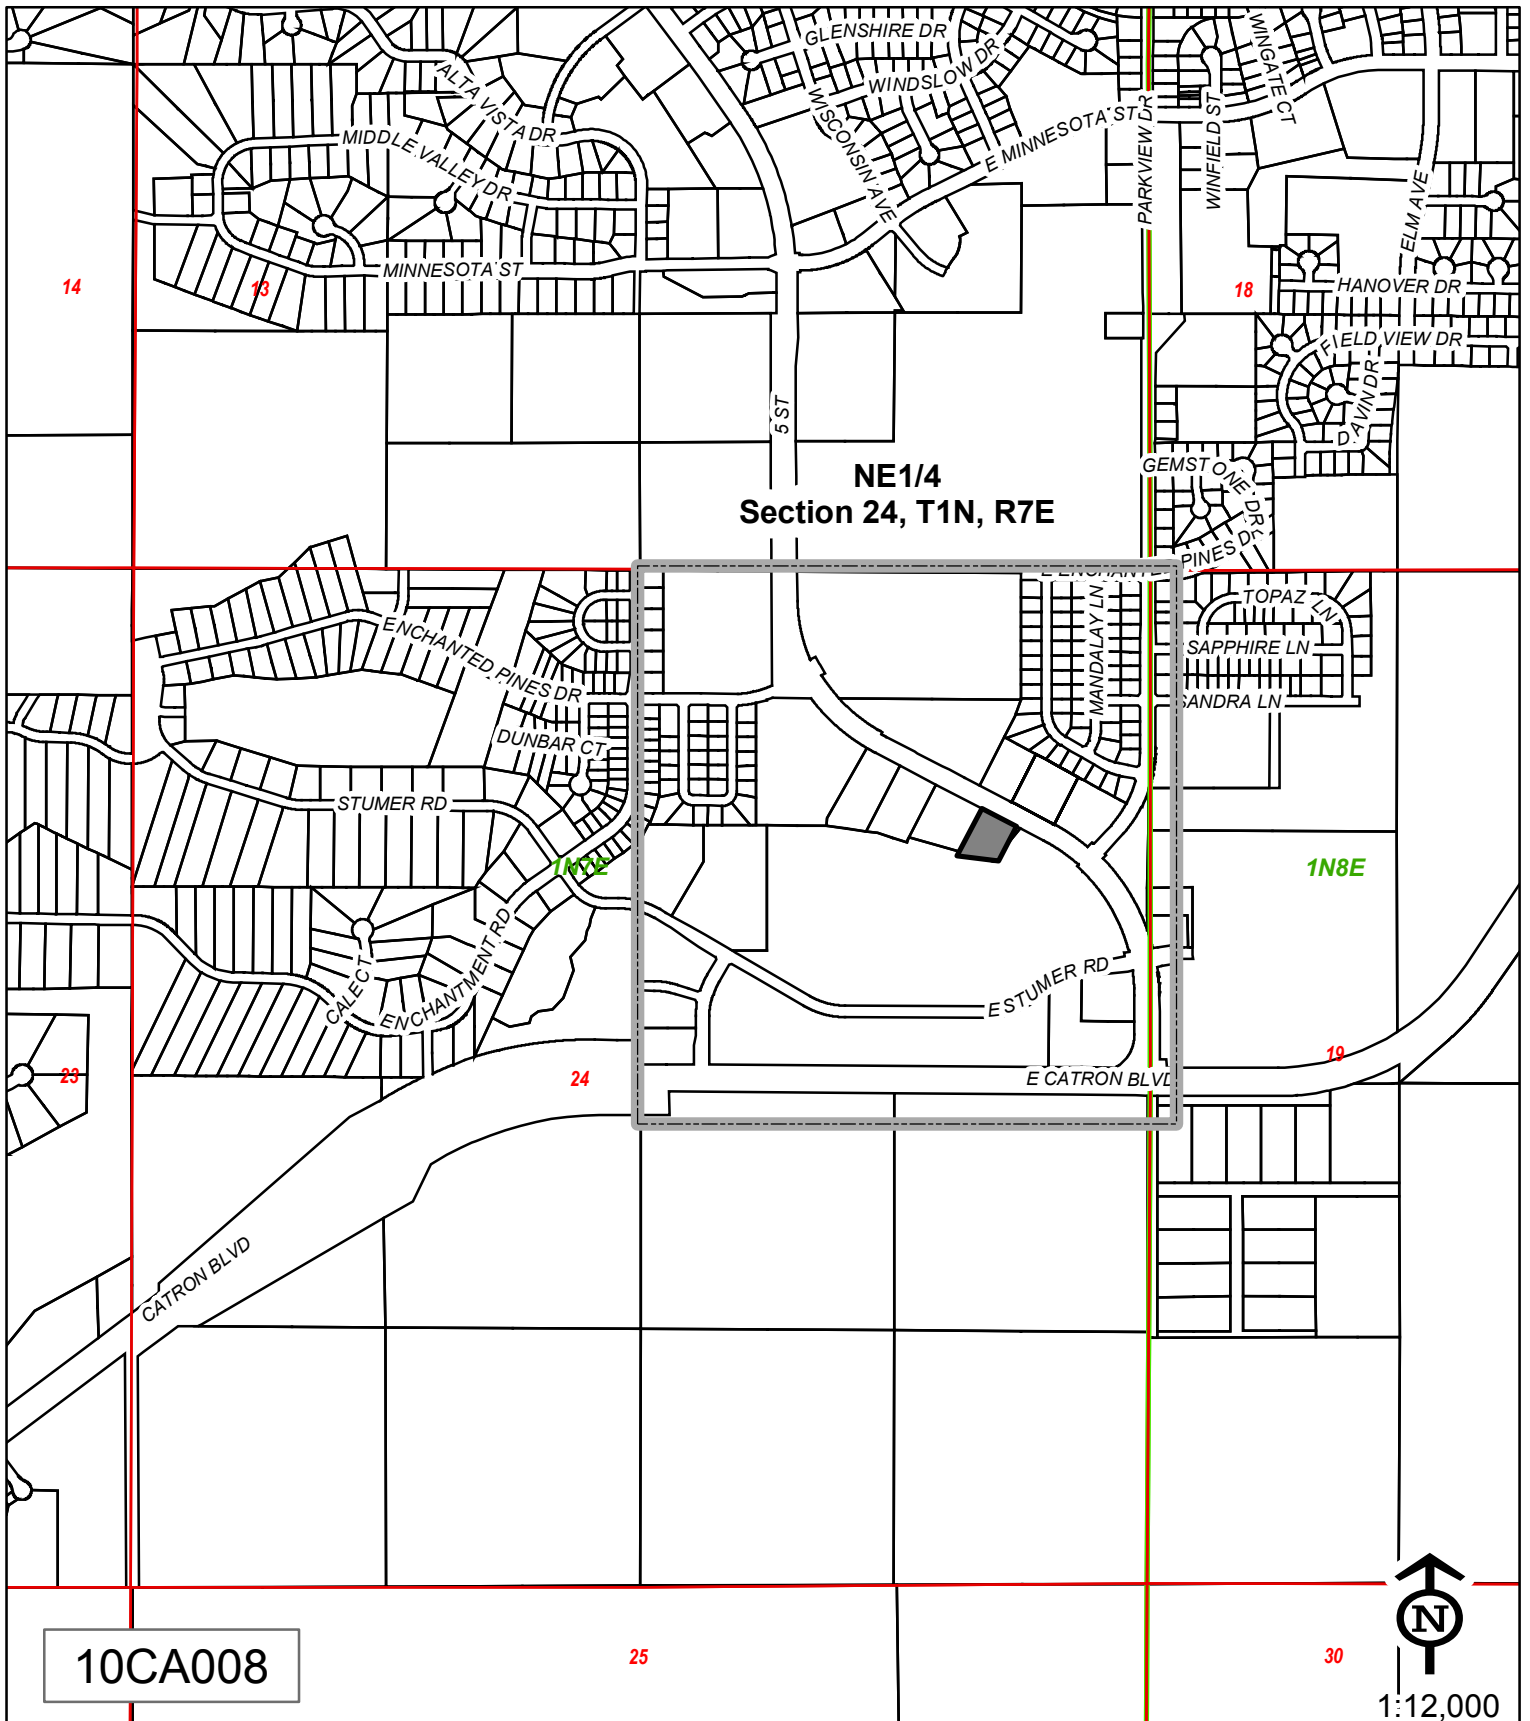 GLENSHIRE DR
WINGATE CT
ALTA VISTA DR
WINDSLOW DR
WISCONSIN AVE
MIDDLE VALLEY DR
E MINNESOTA ST
PARKVIEW DR
WINFIELD ST
ELM AVE
MINNESOTA ST
14
13
18
HANOVER DR
FIELD VIEW DR
DAVIN DR
5 ST
GEMSTONE DR
NE1/4
Section 24, T1N, R7E
PINES DR
E ENCHANTED
TOPAZ LN
ENCHANTED PINES DR
MANDALAY LN
SAPPHIRE LN
SANDRA LN
DUNBAR CT
STUMER RD
1N7E
1N8E
CALE CT
ENCHANTMENT RD
E STUMER RD
23
24
19
E CATRON BLVD
CATRON BLVD
10CA008
25
30
N
1:12,000